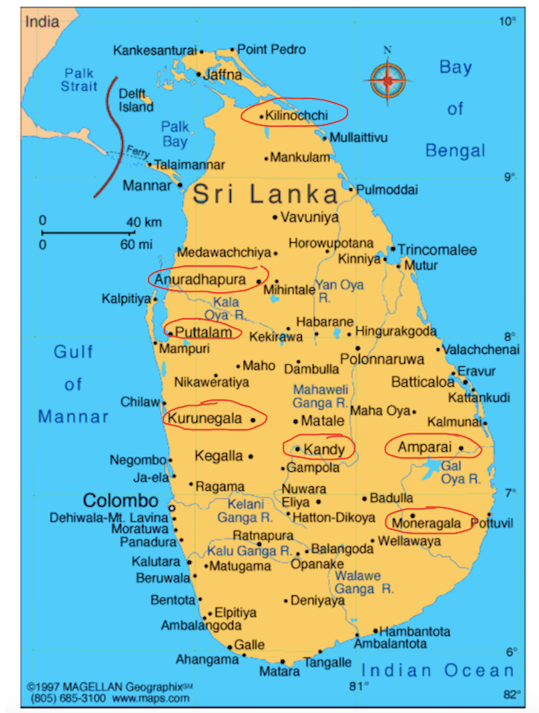 India
10°
Kankesanturai
Point Pedro
N
Palk
Strait
Jaffna
Bay
of
Bengal
Delft
Island
Kilinochchi
Palk
Bay
Mullaittivu
Ferry
Talaimannar
Mankulam
9°
Mannar
Sri Lanka
Pulmoddai
0 40 km
0 60 mi
Vavuniya
Horowupotana
Medawachchiya
Trincomalee
Kinniya
Mutur
Anuradhapura
Mihintale
Yan Oya
R.
Kalpitiya
Kala
Oya R.
Puttalam
Habarane
Kekirawa
Hingurakgoda
8°
Mampuri
Polonnaruwa
Valachchenai
Gulf
of
Mannar
Maho
Dambulla
Eravur
Nikaweratiya
Batticaloa
Mahaweli
Ganga R.
Kattankudi
Chilaw
Maha Oya
Kurunegala
Matale
Kalmunai
Kandy
Amparai
Negombo
Kegalla
Gampola
Gal
Oya R.
Ja-ela
Ragama
Nuwara
Eliya
Badulla
7°
Colombo
Kelani
Ganga R.
Dehiwala-Mt. Lavina
Hatton-Dikoya
Moneragala
Pottuvil
Moratuwa
Ratnapura
Panadura
Wellawaya
Kalu Ganga R.
Balangoda
Kalutara
Matugama
Opanake
Beruwala
Walawe
Ganga R.
Bentota
Deniyaya
Elpitiya
Ambalangoda
Hambantota
Galle
Ambalantota
6°
Ahangama
Tangalle
Matara
Indian Ocean
©1997 MAGELLAN Geographix℠
(805) 685-3100 www.maps.com
81°
82°